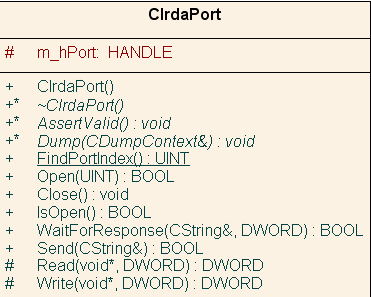 CIrdaPort
# m_hPort: HANDLE
+ CIrdaPort()
+* ~CIrdaPort()
+* AssertValid() : void
+* Dump(CDumpContext&) : void
+ FindPortIndex() : UINT
+ Open(UINT) : BOOL
+ Close() : void
+ IsOpen() : BOOL
+ WaitForResponse(CString&, DWORD) : BOOL
+ Send(CString&) : BOOL
# Read(void*, DWORD) : DWORD
# Write(void*, DWORD) : DWORD